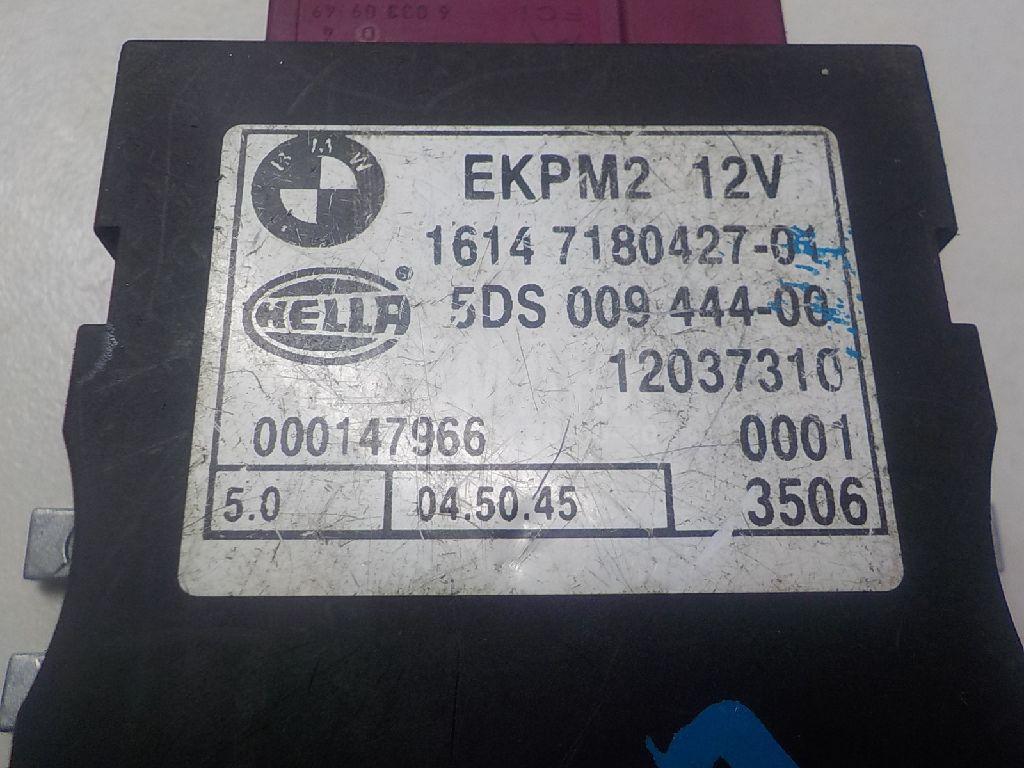 BMW
EKPM2 12V
1614 7180427-01
HELLA ®
5DS 009 444-00
12037310
000147966 0001
5.0 04.50.45 3506